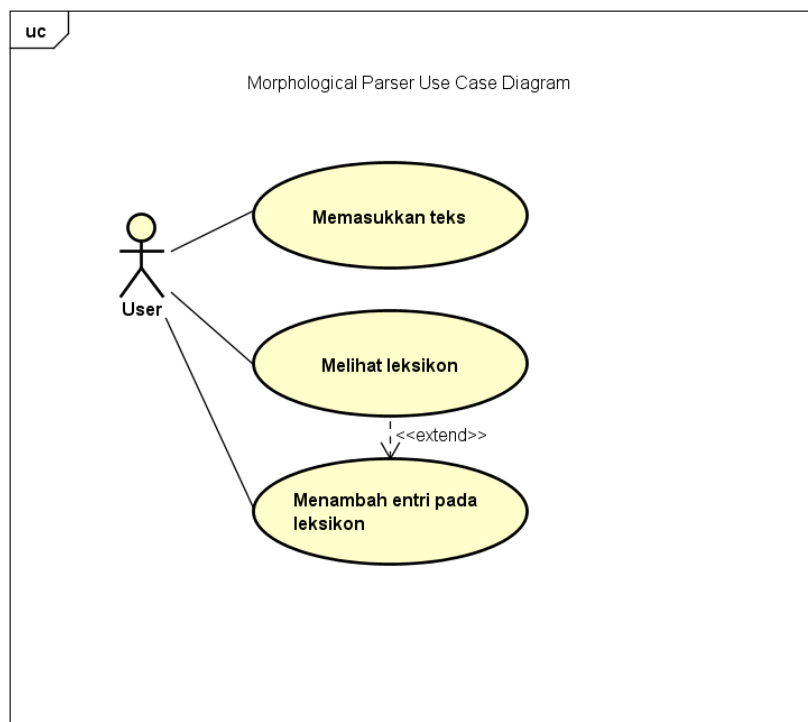 uc
Morphological Parser Use Case Diagram
Memasukkan teks
User
Melihat leksikon
<<extend>>
Menambah entri pada
leksikon